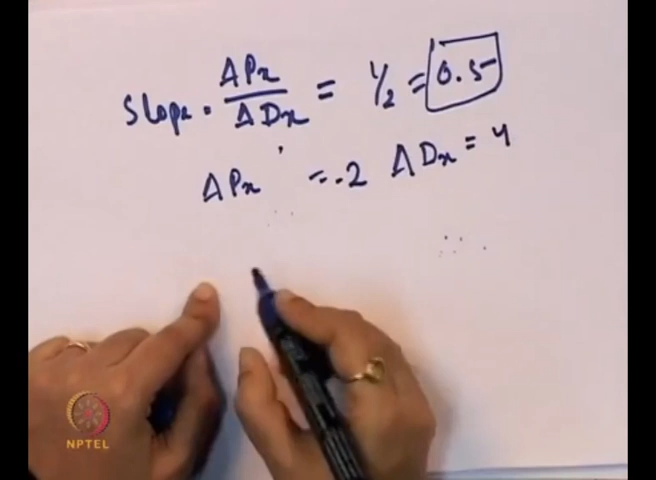 Slope = ΔPx / ΔDx = 1/2 = 0.5
ΔPx = -2 ΔDx = 4
NPTEL